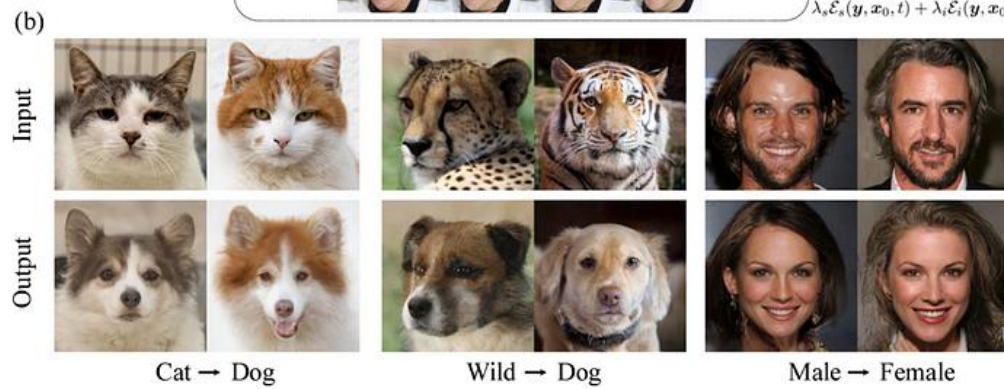 λ_sℰ_s(y, x_0, t) + λ_iℰ_i(y, x_0
(b)
Input
Output
Cat → Dog
Wild → Dog
Male → Female